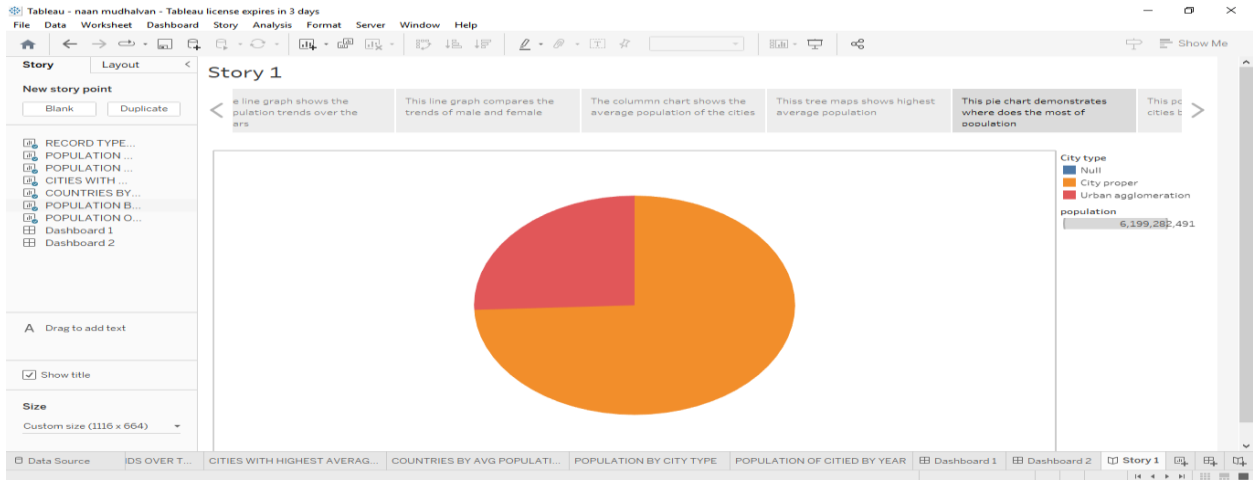 Tableau - naan mudhalvan - Tableau license expires in 3 days
File Data Worksheet Dashboard Story Analysis Format Server Window Help
Show Me
Story Layout
New story point
Blank Duplicate
RECORD TYPE...
POPULATION ...
POPULATION ...
CITIES WITH ...
COUNTRIES BY...
POPULATION B...
POPULATION O...
Dashboard 1
Dashboard 2
A Drag to add text
Show title
Size
Custom size (1116 x 664)
Story 1
e line graph shows the
pulation trends over the
ars
This line graph compares the
trends of male and female
The colummn chart shows the
average population of the cities
Thiss tree maps shows highest
average population
This pie chart demonstrates
where does the most of
population
This po
cities b
City type
Null
City proper
Urban agglomeration
population
6,199,282,491
Data Source IDS OVER T... CITIES WITH HIGHEST AVERAG... COUNTRIES BY AVG POPULATI... POPULATION BY CITY TYPE POPULATION OF CITIED BY YEAR Dashboard 1 Dashboard 2 Story 1